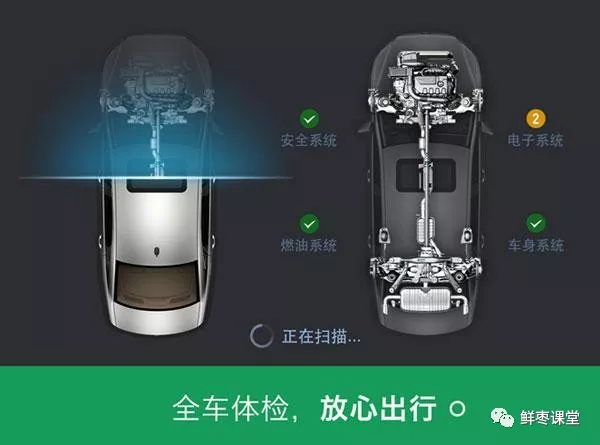 安全系统
2
电子系统
燃油系统
车身系统
正在扫描...
全车体检，放心出行
鲜枣课堂